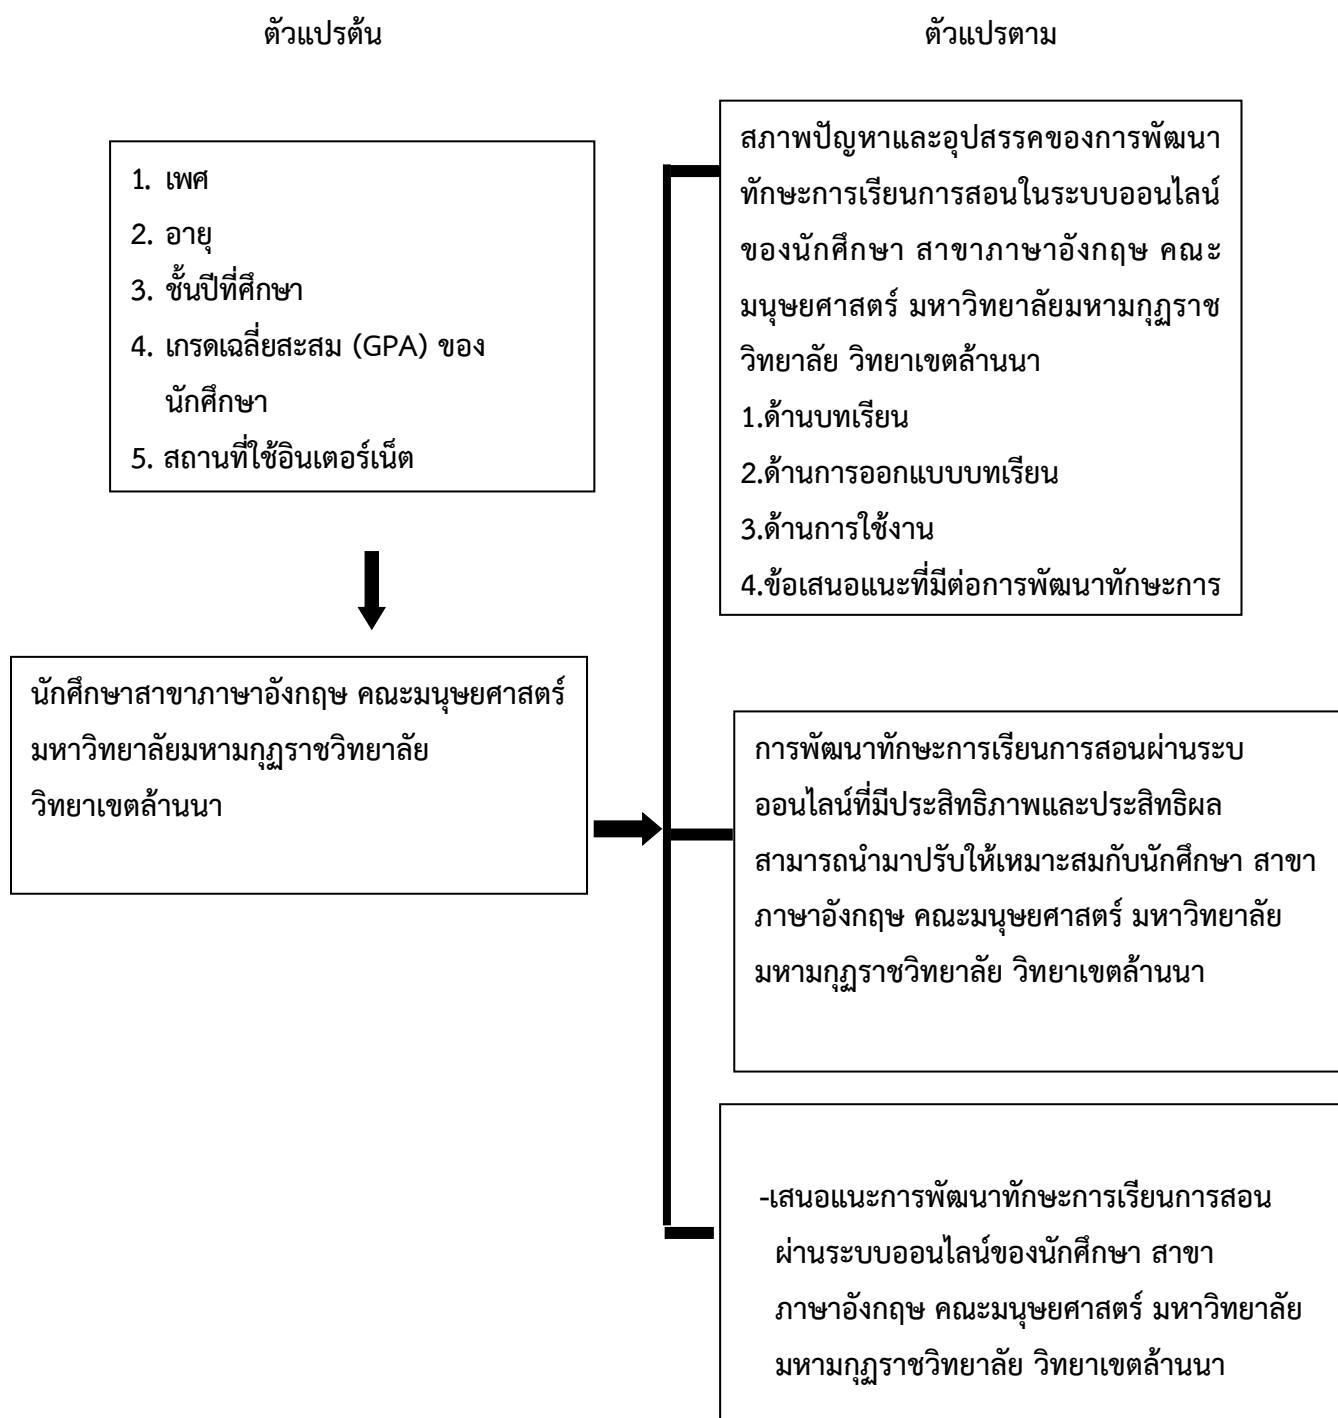 ตัวแปรต้น
ตัวแปรตาม
1. เพศ
2. อายุ
3. ชั้นปีที่ศึกษา
4. เกรดเฉลี่ยสะสม (GPA) ของ
นักศึกษา
5. สถานที่ใช้อินเตอร์เน็ต
นักศึกษาสาขาภาษาอังกฤษ คณะมนุษยศาสตร์
มหาวิทยาลัยมหามกุฏราชวิทยาลัย
วิทยาเขตล้านนา
สภาพปัญหาและอุปสรรคของการพัฒนา
ทักษะการเรียนการสอนในระบบออนไลน์
ของนักศึกษา สาขาภาษาอังกฤษ คณะ
มนุษยศาสตร์ มหาวิทยาลัยมหามกุฏราช
วิทยาลัย วิทยาเขตล้านนา
1.ด้านบทเรียน
2.ด้านการออกแบบบทเรียน
3.ด้านการใช้งาน
4.ข้อเสนอแนะที่มีต่อการพัฒนาทักษะการ
การพัฒนาทักษะการเรียนการสอนผ่านระบ
ออนไลน์ที่มีประสิทธิภาพและประสิทธิผล
สามารถนำมาปรับให้เหมาะสมกับนักศึกษา สาขา
ภาษาอังกฤษ คณะมนุษยศาสตร์ มหาวิทยาลัย
มหามกุฏราชวิทยาลัย วิทยาเขตล้านนา
-เสนอแนะการพัฒนาทักษะการเรียนการสอน
ผ่านระบบออนไลน์ของนักศึกษา สาขา
ภาษาอังกฤษ คณะมนุษยศาสตร์ มหาวิทยาลัย
มหามกุฏราชวิทยาลัย วิทยาเขตล้านนา